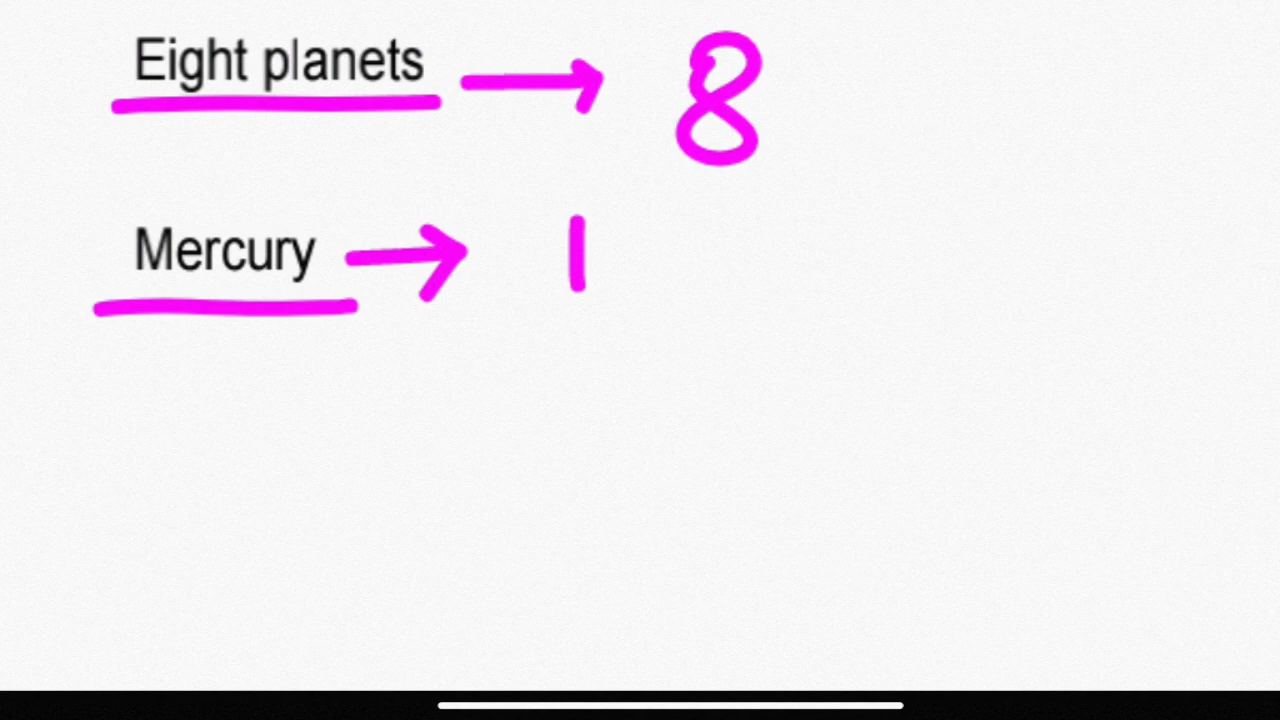 Eight planets → 8
Mercury → 1